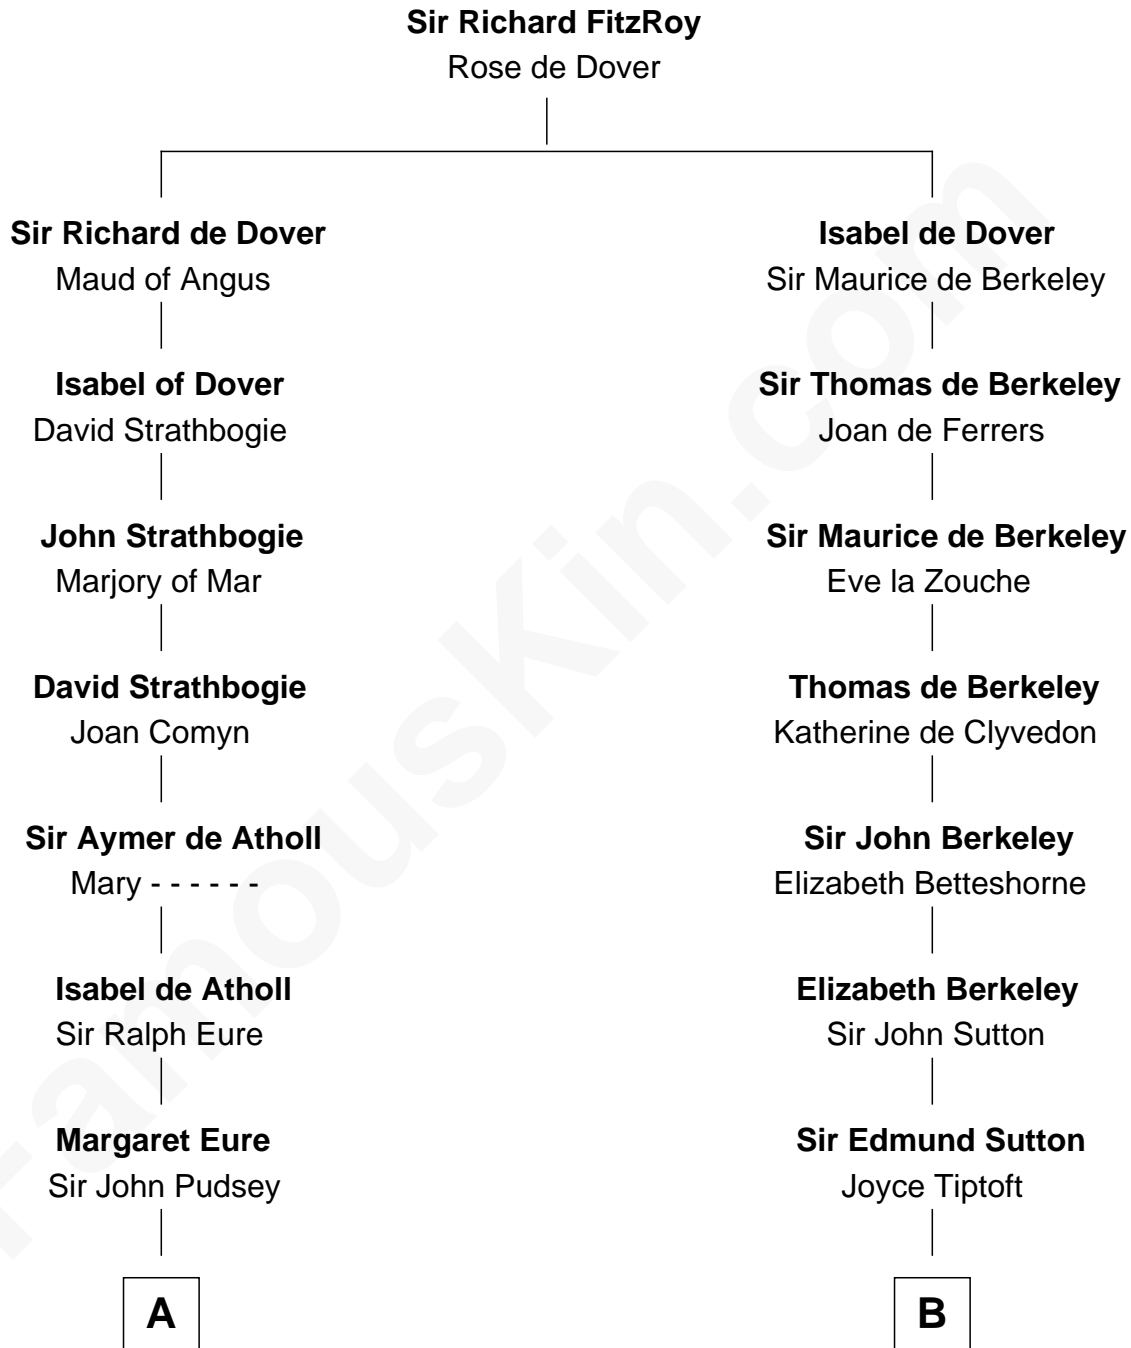 Sir Richard FitzRoy
Rose de Dover
Sir Richard de Dover
Maud of Angus
Isabel of Dover
David Strathbogie
John Strathbogie
Marjory of Mar
David Strathbogie
Joan Comyn
Sir Aymer de Atholl
Mary - - - - - -
Isabel de Atholl
Sir Ralph Eure
Margaret Eure
Sir John Pudsey
A
Isabel de Dover
Sir Maurice de Berkeley
Sir Thomas de Berkeley
Joan de Ferrers
Sir Maurice de Berkeley
Eve la Zouche
Thomas de Berkeley
Katherine de Clyvedon
Sir John Berkeley
Elizabeth Betteshorne
Elizabeth Berkeley
Sir John Sutton
Sir Edmund Sutton
Joyce Tiptoft
B
FamousKin.com